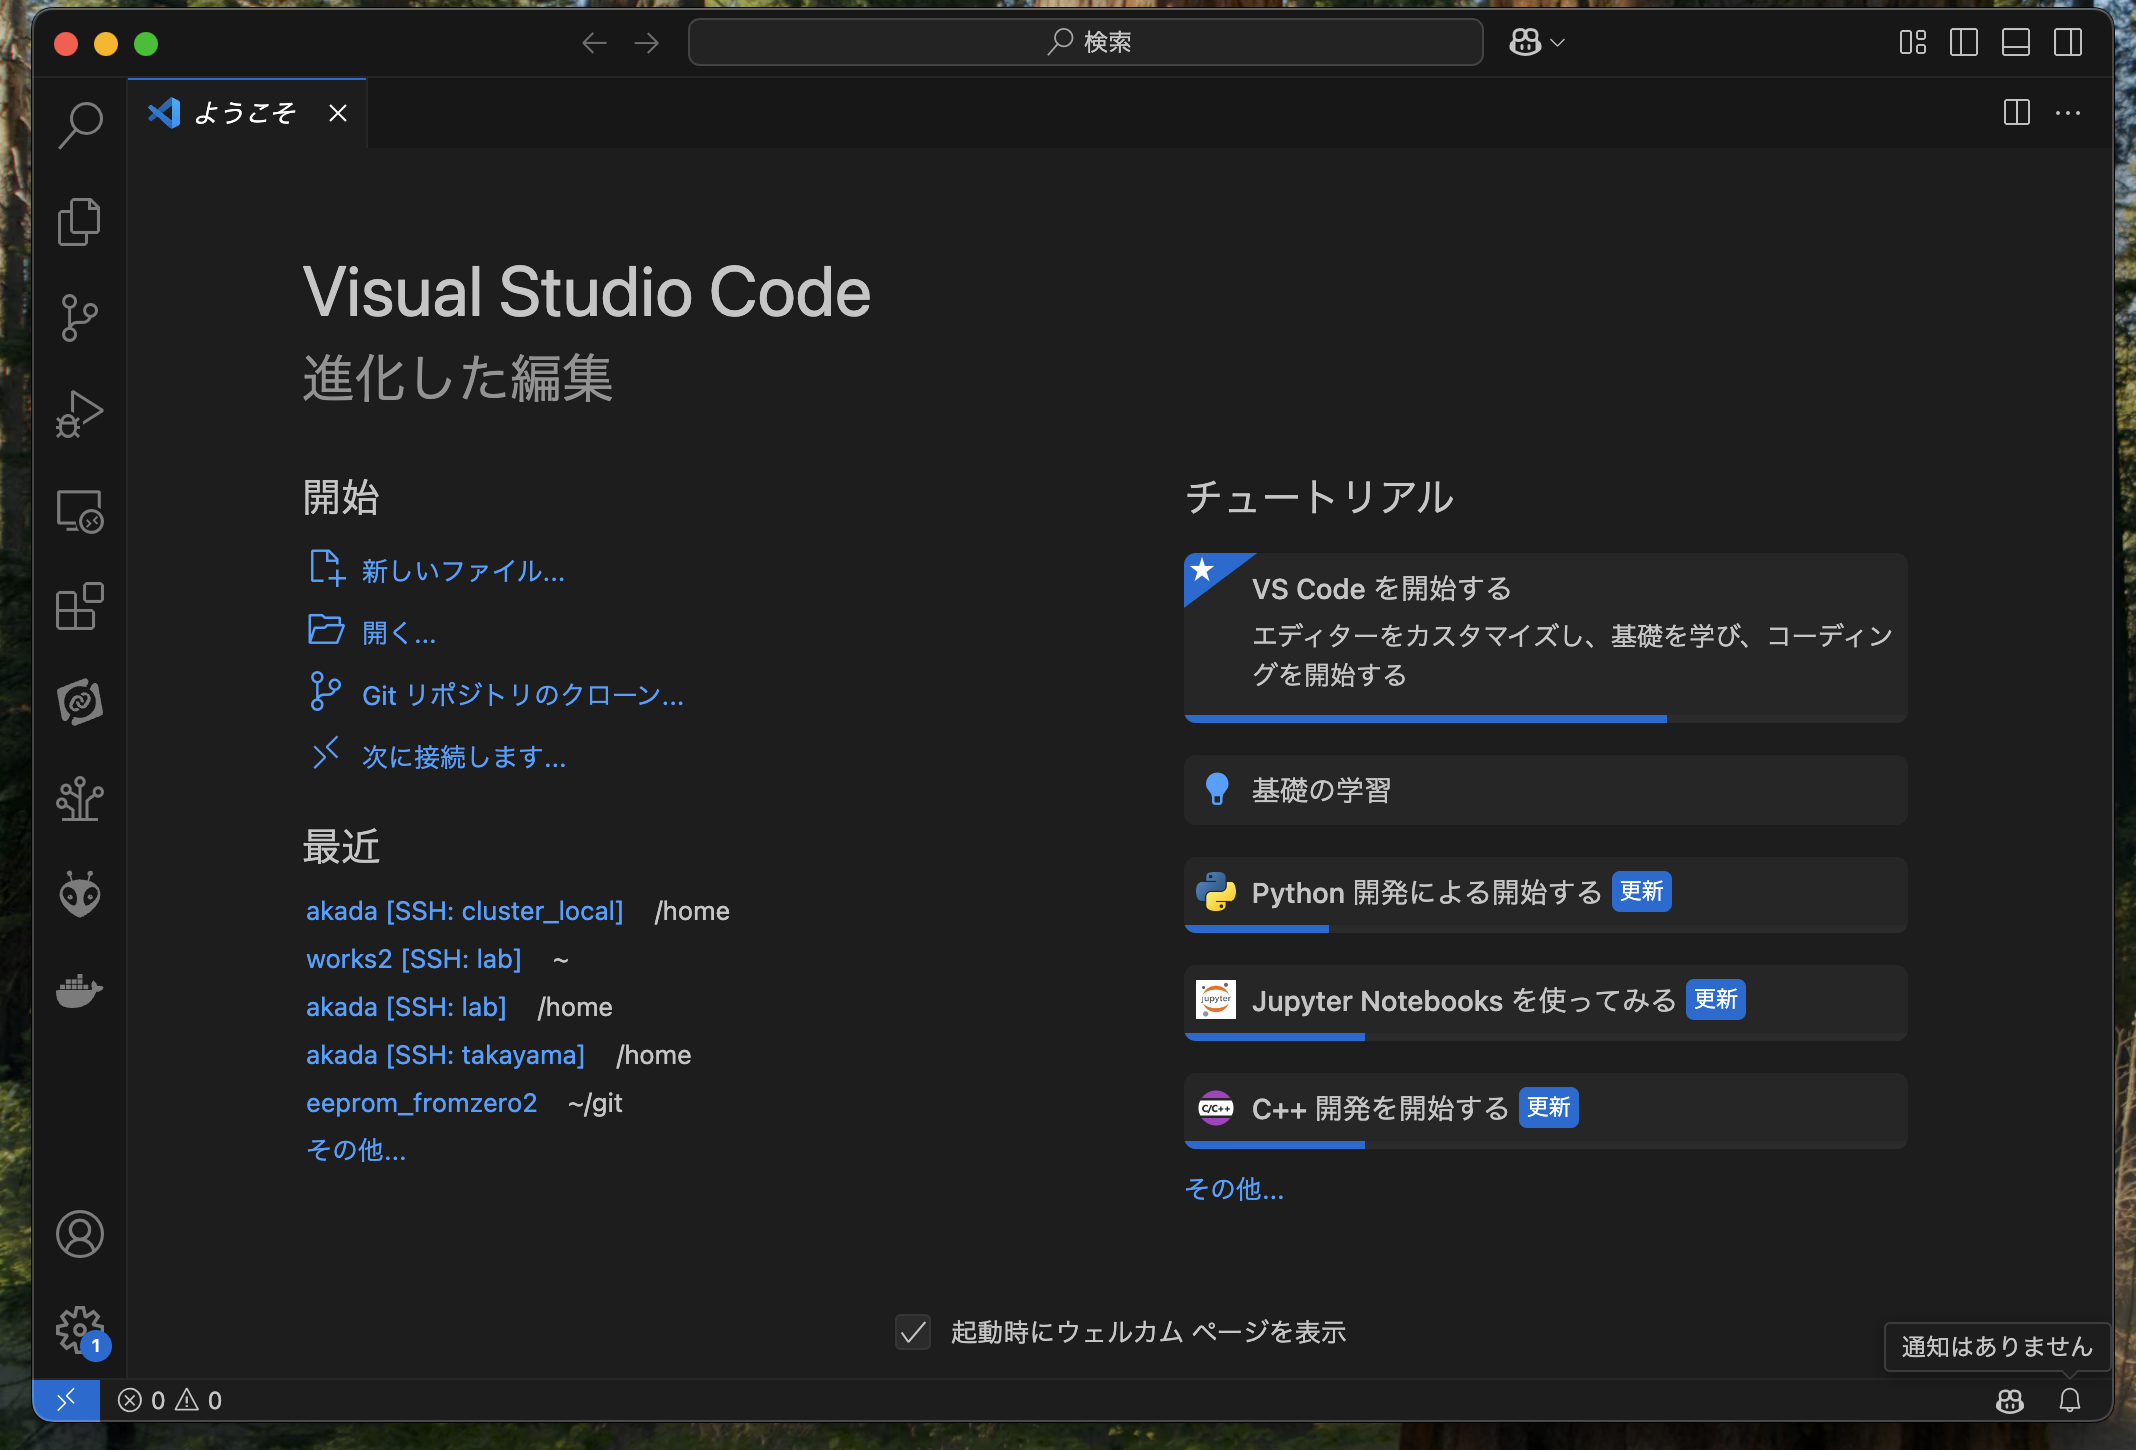 検索
ようこそ
Visual Studio Code
進化した編集
開始
新しいファイル...
開く...
Git リポジトリのクローン...
次に接続します...
最近
akada [SSH: cluster_local] /home
works2 [SSH: lab] ~
akada [SSH: lab] /home
akada [SSH: takayama] /home
eeprom_fromzero2 ~/git
その他...
チュートリアル
VS Code を開始する
エディターをカスタマイズし、基礎を学び、コーディン
グを開始する
基礎の学習
Python 開発による開始する 更新
jupyter
Jupyter Notebooks を使ってみる 更新
C/C++
C++ 開発を開始する 更新
その他...
起動時にウェルカム ページを表示
1
通知はありません
0 0